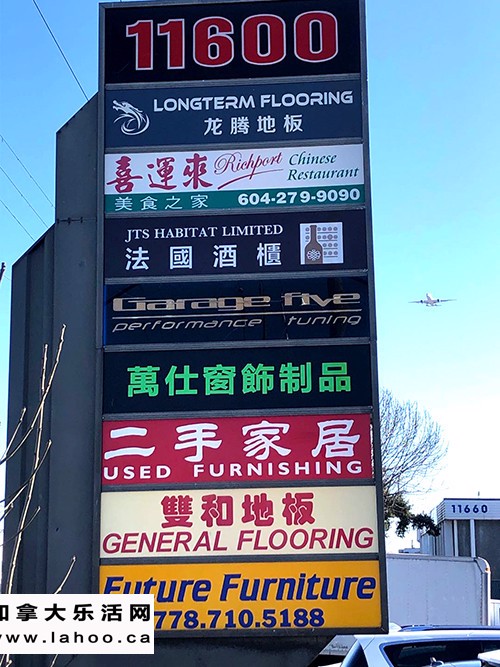 11600
LONGTERM FLOORING
龙腾地板
喜運來 Richport Chinese Restaurant
美食之家 604-279-9090
JTS HABITAT LIMITED
法國酒櫃
Garage five
performance tuning
萬仕窗飾制品
二手家居
USED FURNISHING
雙和地板
GENERAL FLOORING
Future Furniture
778.710.5188
11660
加拿大乐活网
www.lahoo.ca